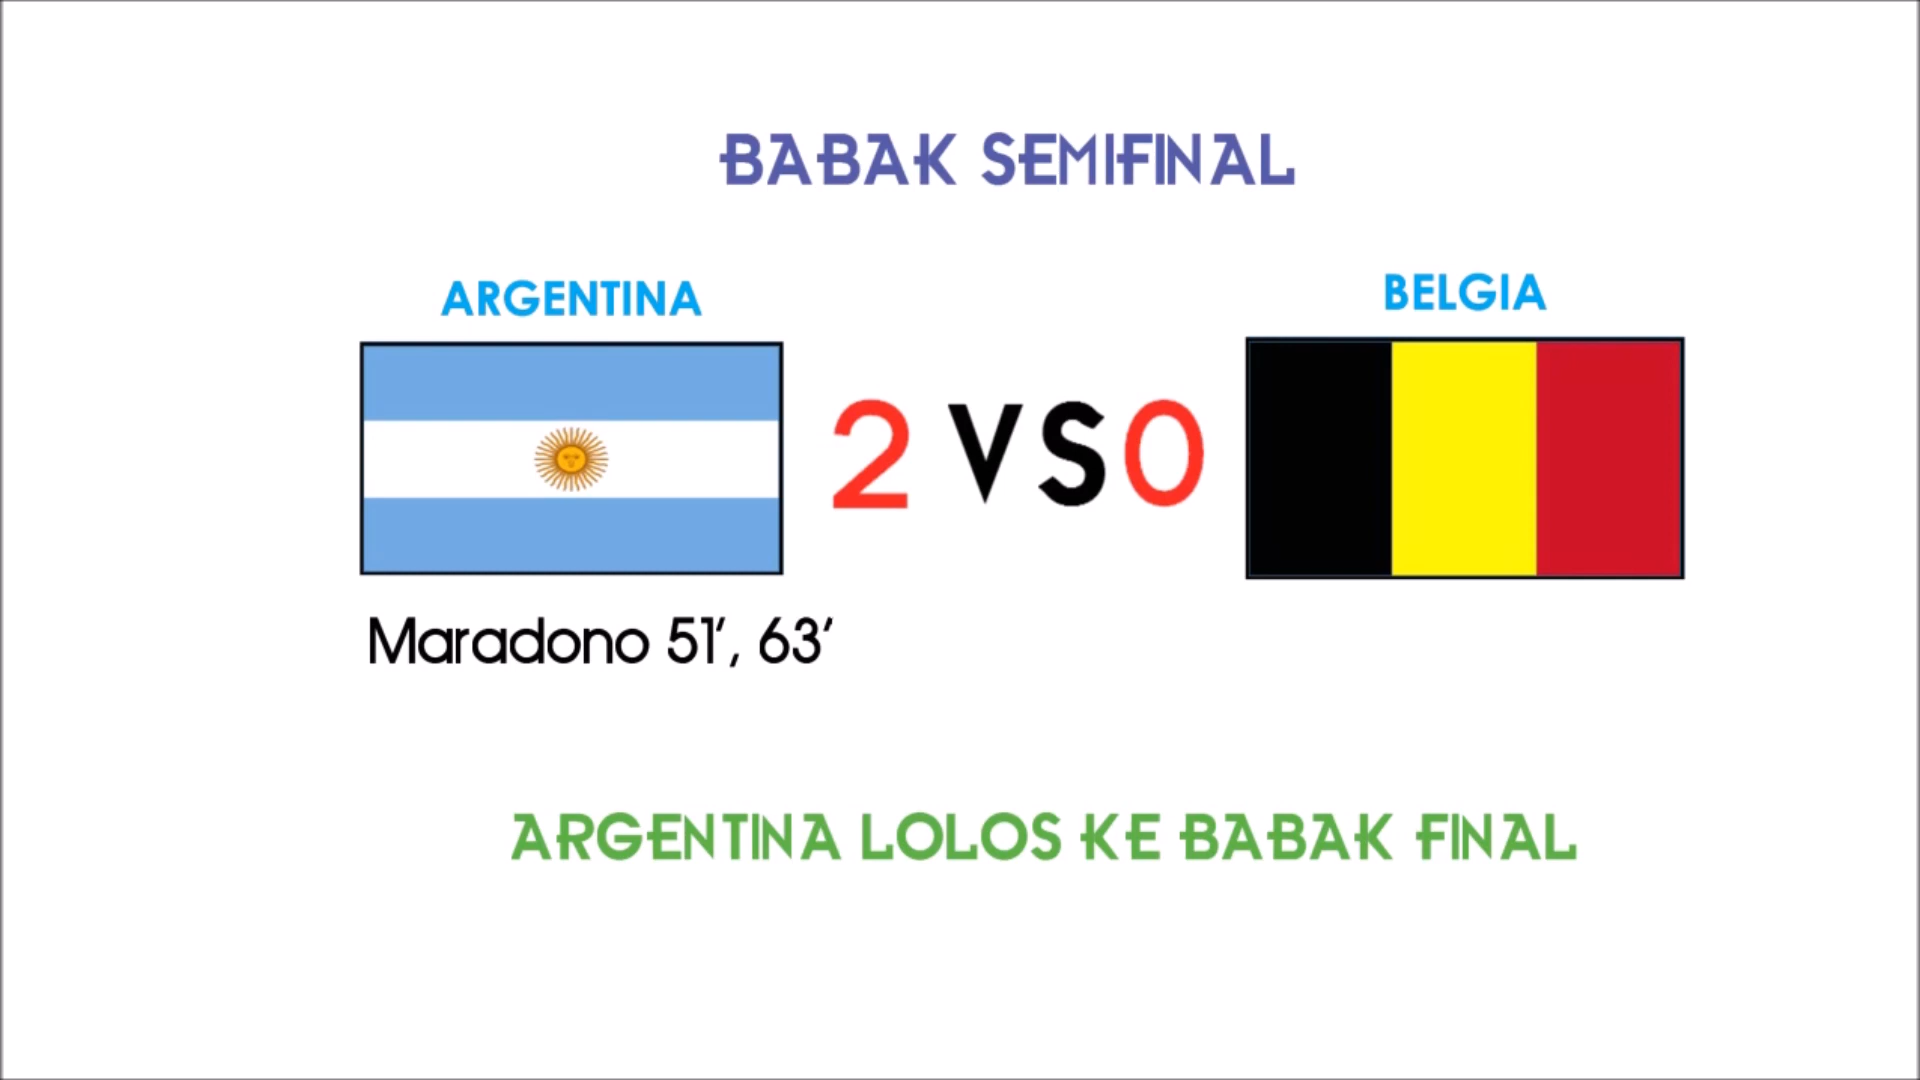 BABAK SEMIFINAL
ARGENTINA
BELGIA
2 VS 0
Maradono 51', 63'
ARGENTINA LOLOS KE BABAK FINAL